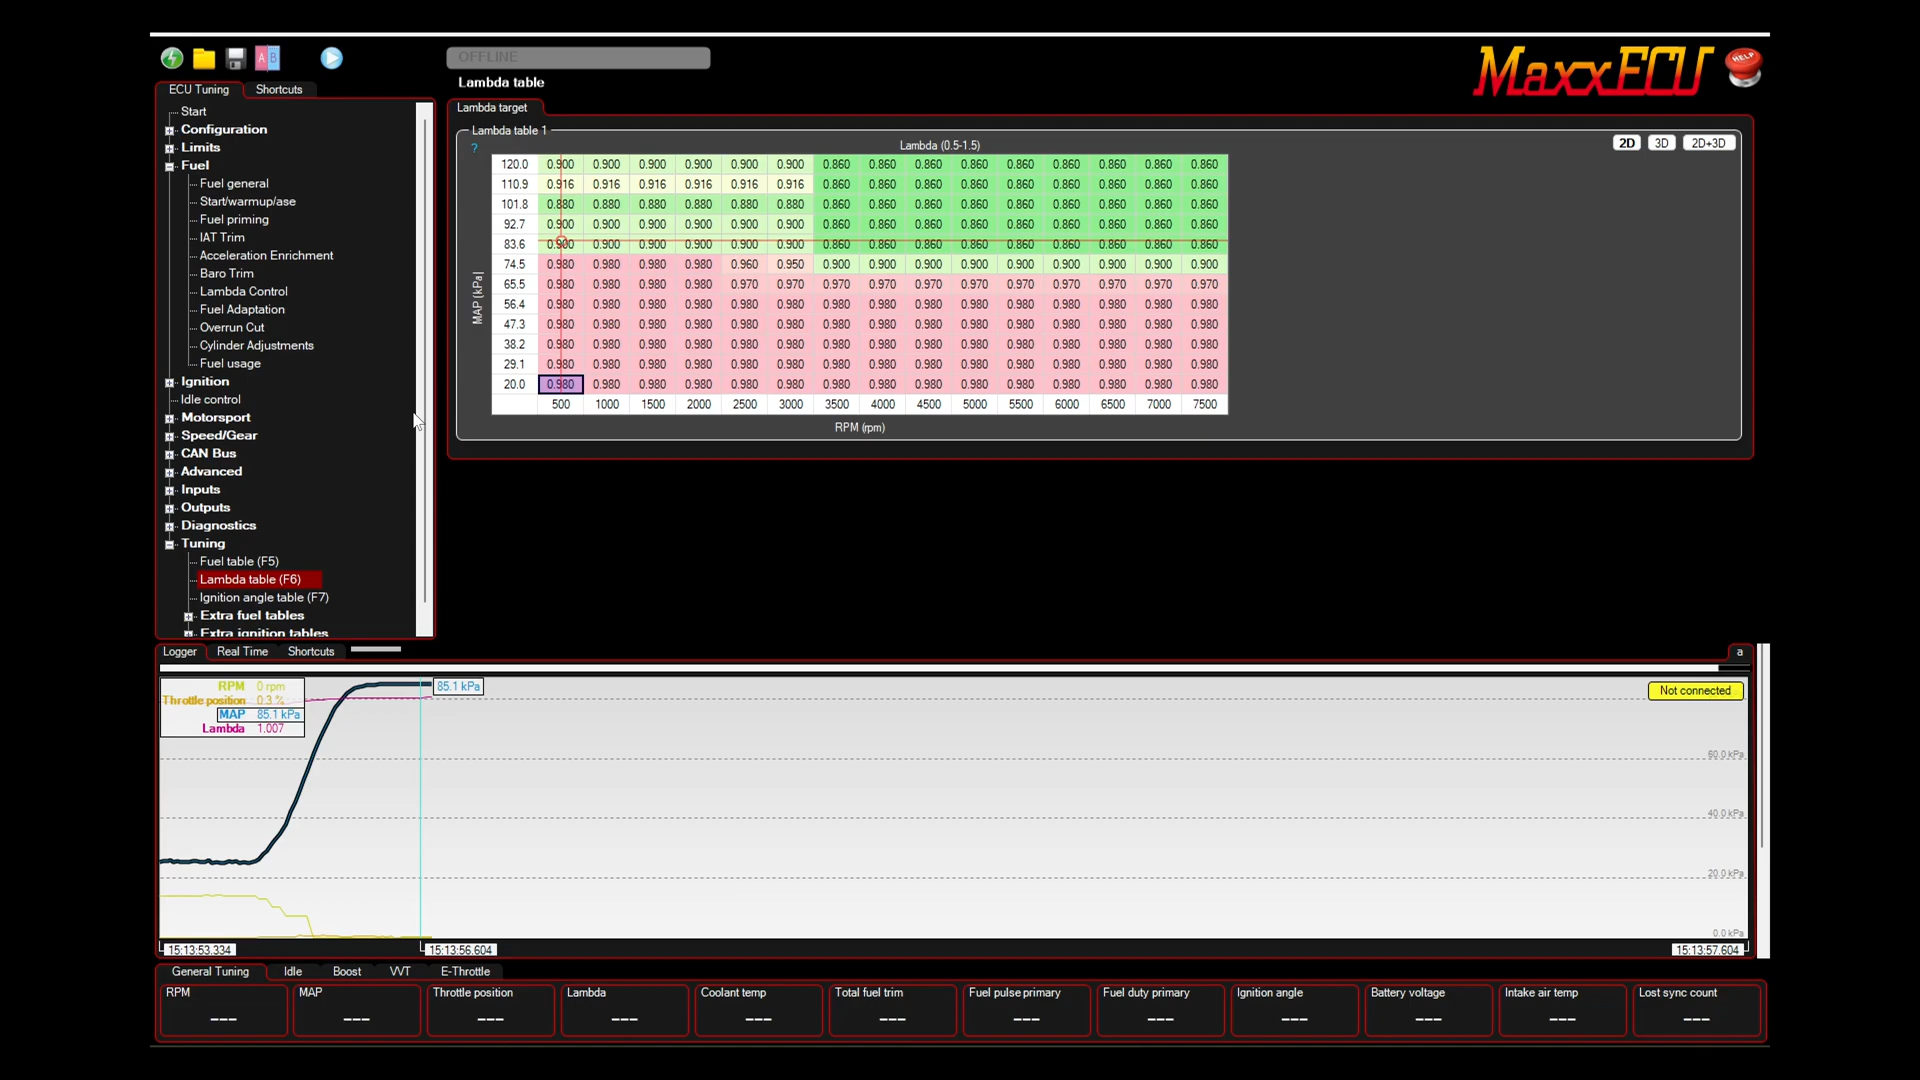 A B
OFFLINE
MaxxECU
HELP
Lambda table
ECU Tuning
Shortcuts
Start
Configuration
Limits
Fuel
Fuel general
Start/warmup/ase
Fuel priming
IAT Trim
Acceleration Enrichment
Baro Trim
Lambda Control
Fuel Adaptation
Overrun Cut
Cylinder Adjustments
Fuel usage
Ignition
Idle control
Motorsport
Speed/Gear
CAN Bus
Advanced
Inputs
Outputs
Diagnostics
Tuning
Fuel table (F5)
Lambda table (F6)
Ignition angle table (F7)
Extra fuel tables
Extra ignition tables
Lambda target
Lambda table 1
?
Lambda (0.5-1.5)
2D
3D
2D+3D
MAP [kPa]
120.0 0.900 0.900 0.900 0.900 0.900 0.900 0.860 0.860 0.860 0.860 0.860 0.860 0.860 0.860 0.860
110.9 0.916 0.916 0.916 0.916 0.916 0.916 0.860 0.860 0.860 0.860 0.860 0.860 0.860 0.860 0.860
101.8 0.880 0.880 0.880 0.880 0.880 0.880 0.860 0.860 0.860 0.860 0.860 0.860 0.860 0.860 0.860
92.7 0.900 0.900 0.900 0.900 0.900 0.900 0.860 0.860 0.860 0.860 0.860 0.860 0.860 0.860 0.860
83.6 0.900 0.900 0.900 0.900 0.900 0.900 0.860 0.860 0.860 0.860 0.860 0.860 0.860 0.860 0.860
74.5 0.980 0.980 0.980 0.980 0.960 0.950 0.900 0.900 0.900 0.900 0.900 0.900 0.900 0.900 0.900
65.5 0.980 0.980 0.980 0.980 0.970 0.970 0.970 0.970 0.970 0.970 0.970 0.970 0.970 0.970 0.970
56.4 0.980 0.980 0.980 0.980 0.980 0.980 0.980 0.980 0.980 0.980 0.980 0.980 0.980 0.980 0.980
47.3 0.980 0.980 0.980 0.980 0.980 0.980 0.980 0.980 0.980 0.980 0.980 0.980 0.980 0.980 0.980
38.2 0.980 0.980 0.980 0.980 0.980 0.980 0.980 0.980 0.980 0.980 0.980 0.980 0.980 0.980 0.980
29.1 0.980 0.980 0.980 0.980 0.980 0.980 0.980 0.980 0.980 0.980 0.980 0.980 0.980 0.980 0.980
20.0 0.980 0.980 0.980 0.980 0.980 0.980 0.980 0.980 0.980 0.980 0.980 0.980 0.980 0.980 0.980
500 1000 1500 2000 2500 3000 3500 4000 4500 5000 5500 6000 6500 7000 7500
RPM (rpm)
Logger
Real Time
Shortcuts
a
RPM 0 rpm
Throttle position 0.3 %
MAP 85.1 kPa
Lambda 1.007
85.1 kPa
Not connected
60.0 kPa
40.0 kPa
20.0 kPa
0.0 kPa
15:13:53.334
15:13:56.604
15:13:57.604
General Tuning
Idle
Boost
VVT
E-Throttle
RPM
---
MAP
---
Throttle position
---
Lambda
---
Coolant temp
---
Total fuel trim
---
Fuel pulse primary
---
Fuel duty primary
---
Ignition angle
---
Battery voltage
---
Intake air temp
---
Lost sync count
---